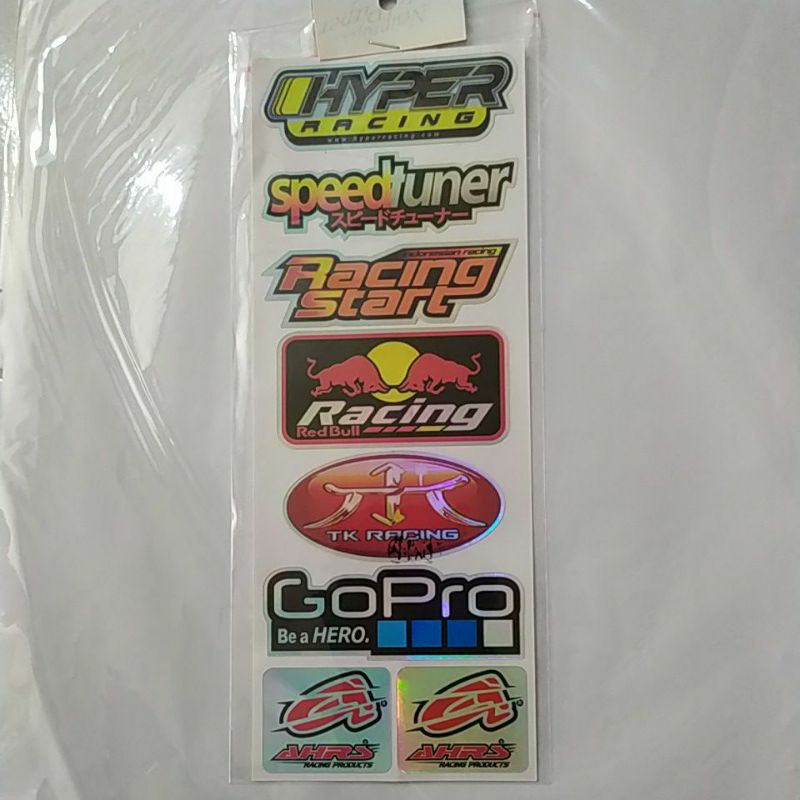 HYPER
RACING
www.hyperracing.com
speedtuner
スピードチューナー
indonesian racing
Racing
Start
Racing
Red Bull
TK RACING
GoPro
Be a HERO.
AHRS
RACING PRODUCTS
AHRS
RACING PRODUCTS